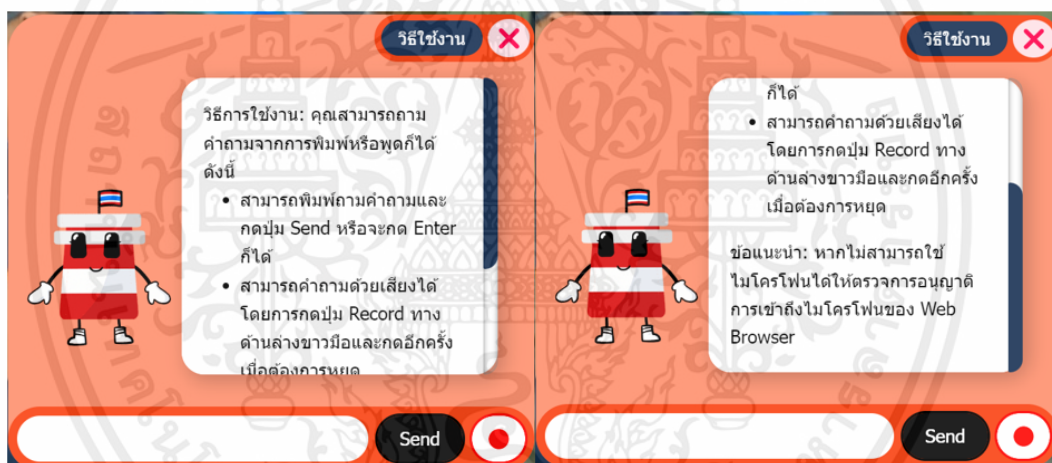 วิธีใช้งาน
วิธีการใช้งาน: คุณสามารถถาม
คำถามจากการพิมพ์หรือพูดก็ได้
ดังนี้
สามารถพิมพ์ถามคำถามและ
กดปุ่ม Send หรือจะกด Enter
ก็ได้
สามารถคำถามด้วยเสียงได้
โดยการกดปุ่ม Record ทาง
ด้านล่างขาวมือและกดอีกครั้ง
เมื่อต้องการหยุด
Send
วิธีใช้งาน
ก็ได้
สามารถคำถามด้วยเสียงได้
โดยการกดปุ่ม Record ทาง
ด้านล่างขาวมือและกดอีกครั้ง
เมื่อต้องการหยุด
ข้อแนะนำ: หากไม่สามารถใช้
ไมโครโฟนได้ให้ตรวจการอนุญาติ
การเข้าถึงไมโครโฟนของ Web
Browser
Send